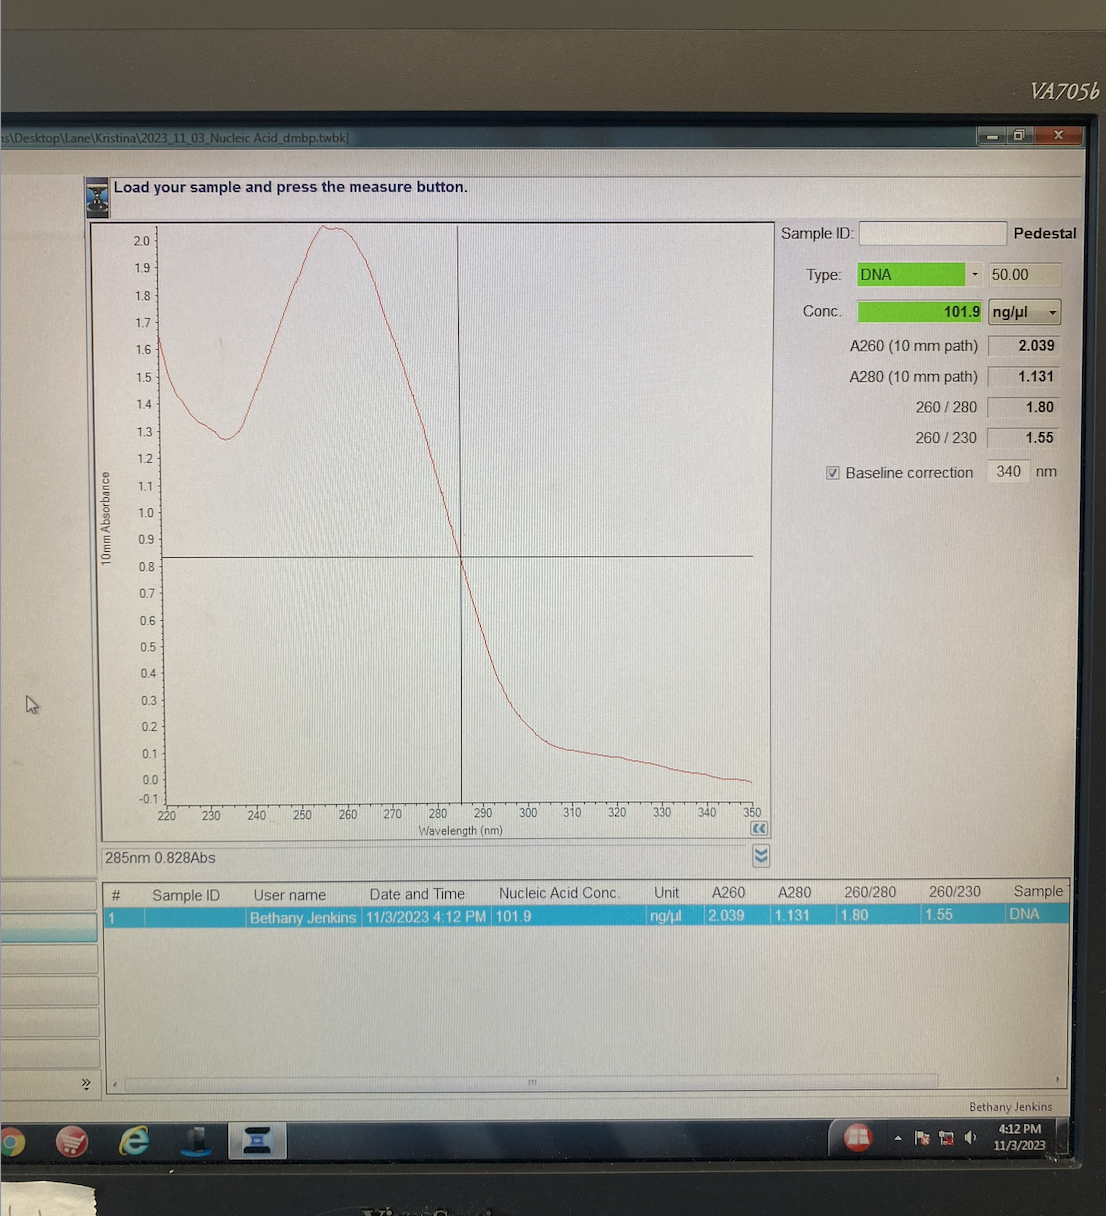 VA705b
\Desktop\Lane\Kristina\2023_11_03_Nucleic Acid_dmbp.twbk]
Load your sample and press the measure button.
Sample ID: Pedestal
Type: DNA 50.00
Conc. 101.9 ng/µl
A260 (10 mm path) 2.039
A280 (10 mm path) 1.131
260 / 280 1.80
260 / 230 1.55
Baseline correction 340 nm
10mm Absorbance
2.0
1.9
1.8
1.7
1.6
1.5
1.4
1.3
1.2
1.1
1.0
0.9
0.8
0.7
0.6
0.5
0.4
0.3
0.2
0.1
0.0
-0.1
220 230 240 250 260 270 280 290 300 310 320 330 340 350
Wavelength (nm)
285nm 0.828Abs
# Sample ID User name Date and Time Nucleic Acid Conc. Unit A260 A280 260/280 260/230 Sample
1 Bethany Jenkins 11/3/2023 4:12 PM 101.9 ng/µl 2.039 1.131 1.80 1.55 DNA
Bethany Jenkins
4:12 PM
11/3/2023